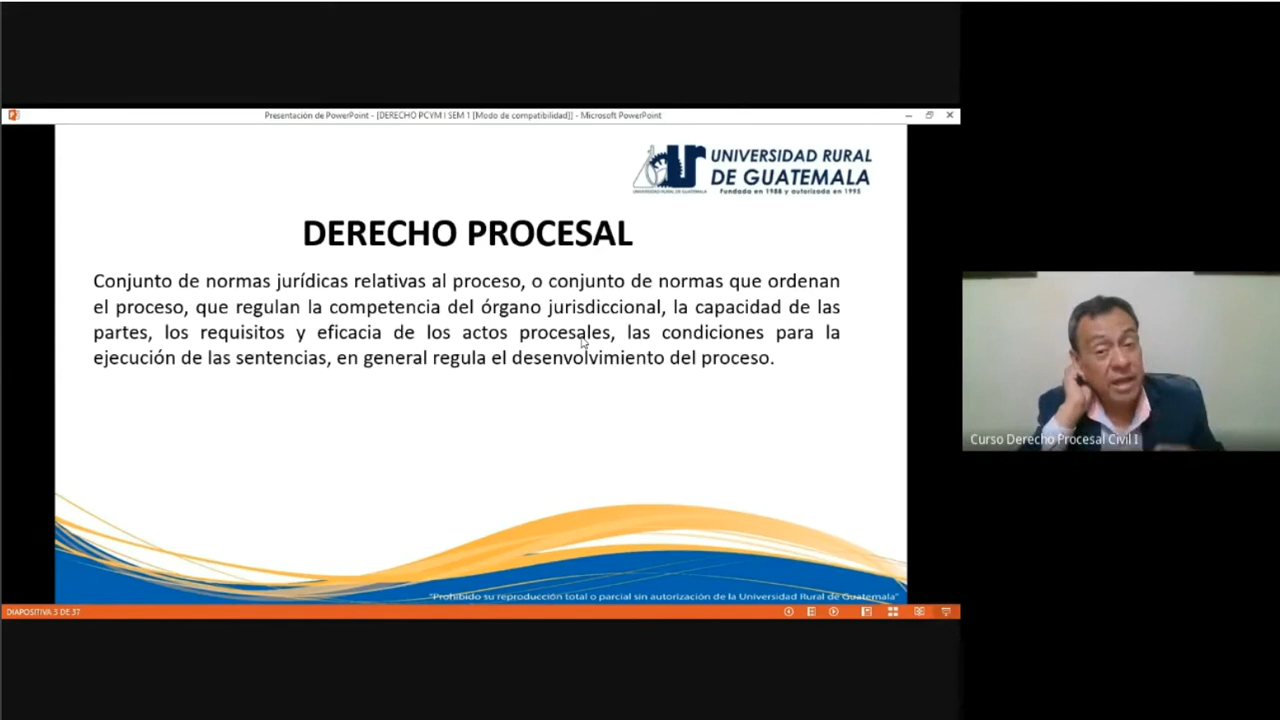 Presentación de PowerPoint - [DERECHO PCYM I SEM 1 [Modo de compatibilidad]] - Microsoft PowerPoint
UNIVERSIDAD RURAL
DE GUATEMALA
Fundada en 1988 y autorizada en 1995
UNIVERSIDAD RURAL DE GUATEMALA
DERECHO PROCESAL
Conjunto de normas jurídicas relativas al proceso, o conjunto de normas que ordenan
el proceso, que regulan la competencia del órgano jurisdiccional, la capacidad de las
partes, los requisitos y eficacia de los actos procesales, las condiciones para la
ejecución de las sentencias, en general regula el desenvolvimiento del proceso.
Curso Derecho Procesal Civil I
"Prohibido su reproducción total o parcial sin autorización de la Universidad Rural de Guatemala"
DIAPOSITIVA 3 DE 37